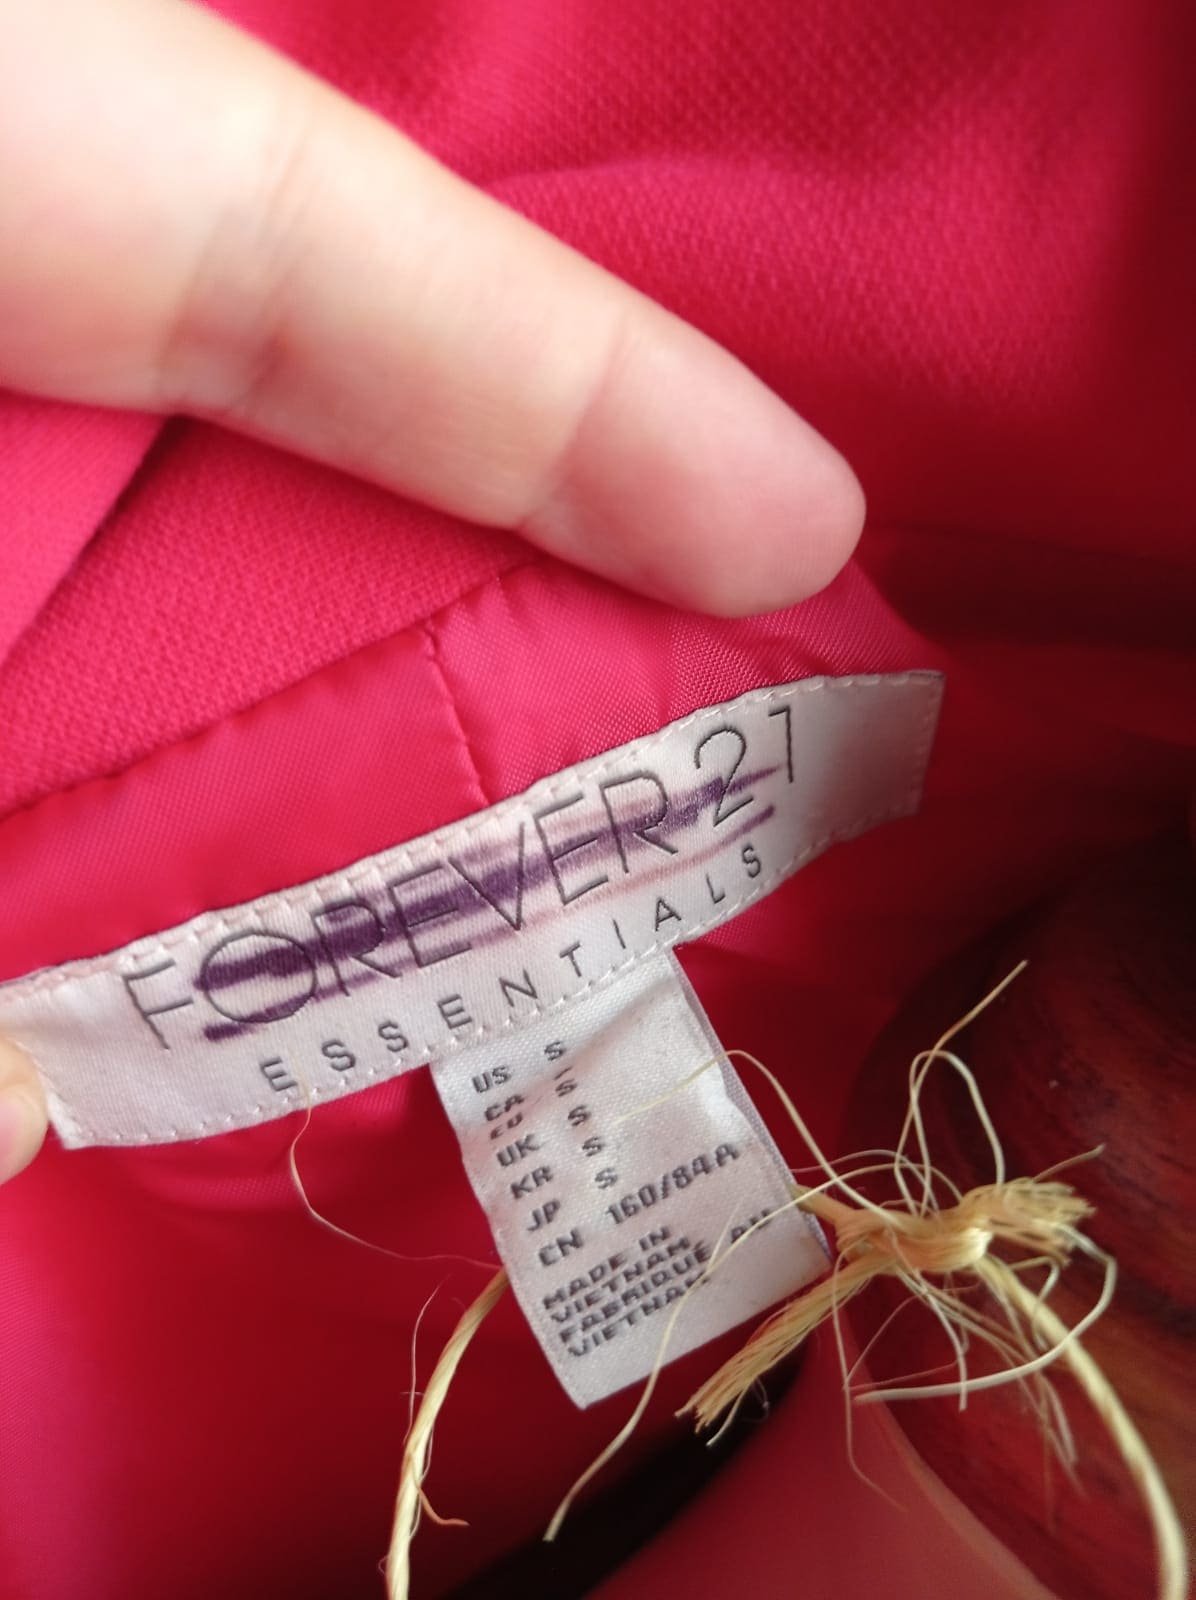 FOREVER 21
ESSENTIALS
US S
CA S
EU S
UK S
KR S
JP
CN 160/84A
MADE IN
VIETNAM
FABRIQUÉ AU
VIETNAM